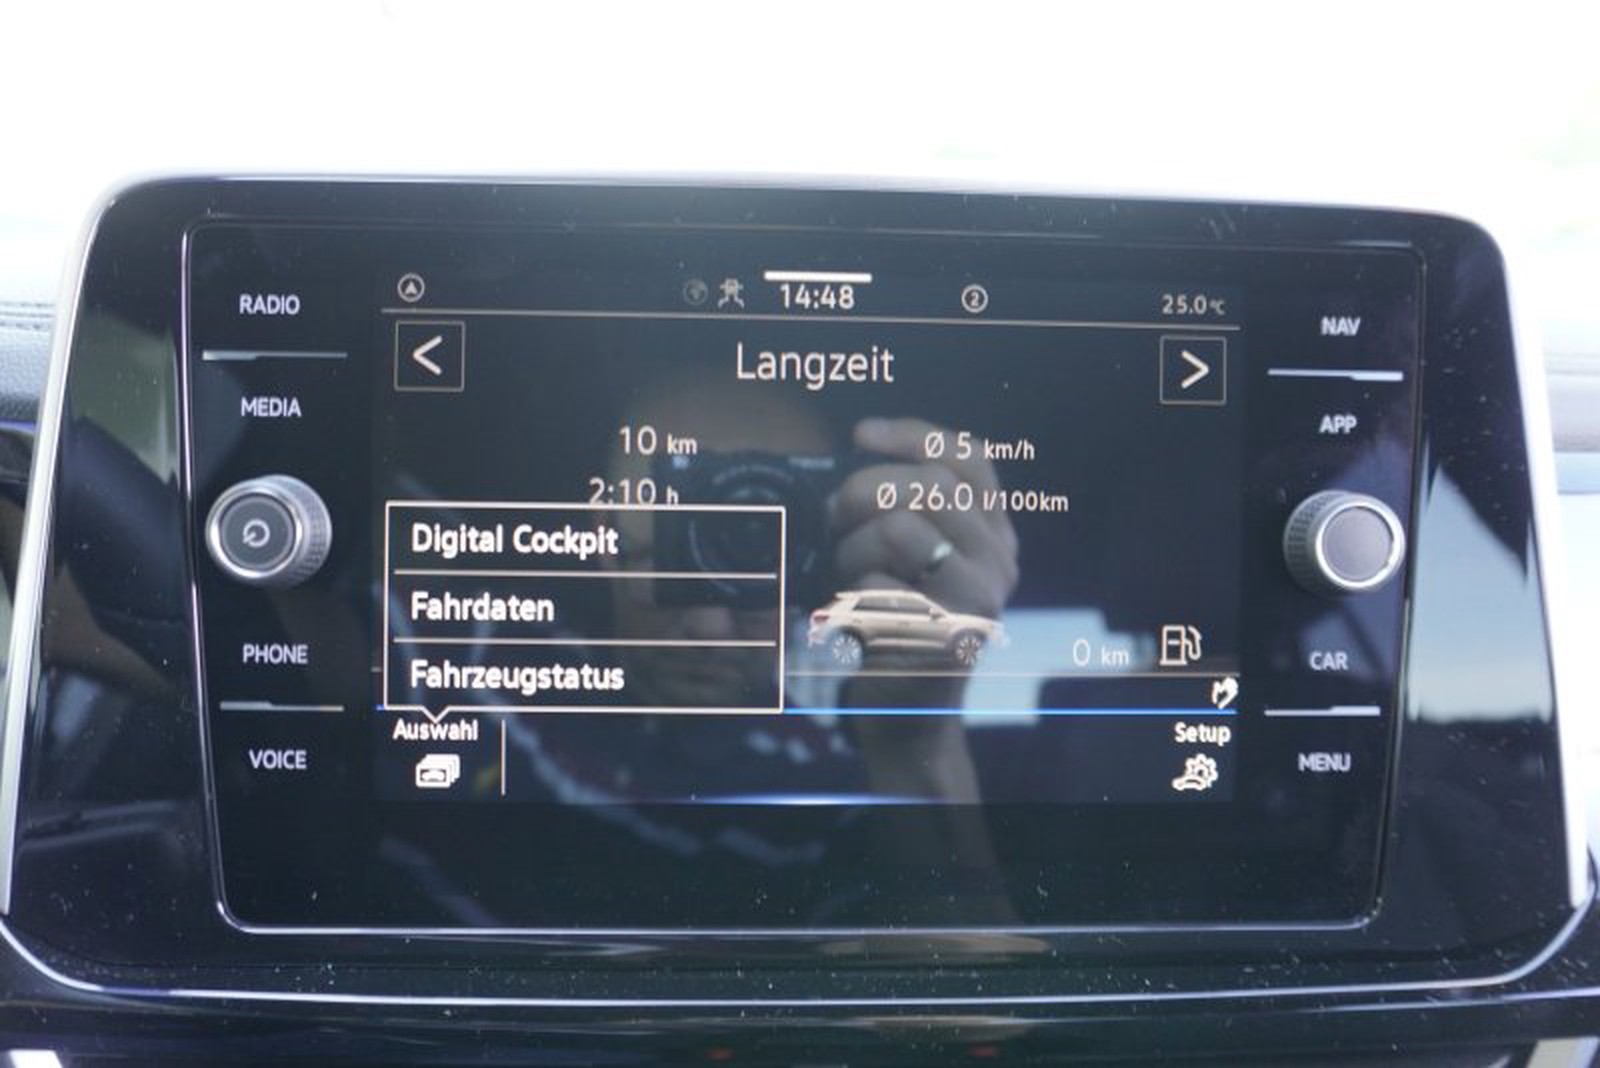 RADIO
MEDIA
PHONE
VOICE
14:48
2
25.0°C
Langzeit
10 km
Ø 5 km/h
2:10 h
Ø 26.0 l/100km
Digital Cockpit
Fahrdaten
Fahrzeugstatus
0 km
Auswahl
Setup
NAV
APP
CAR
MENU